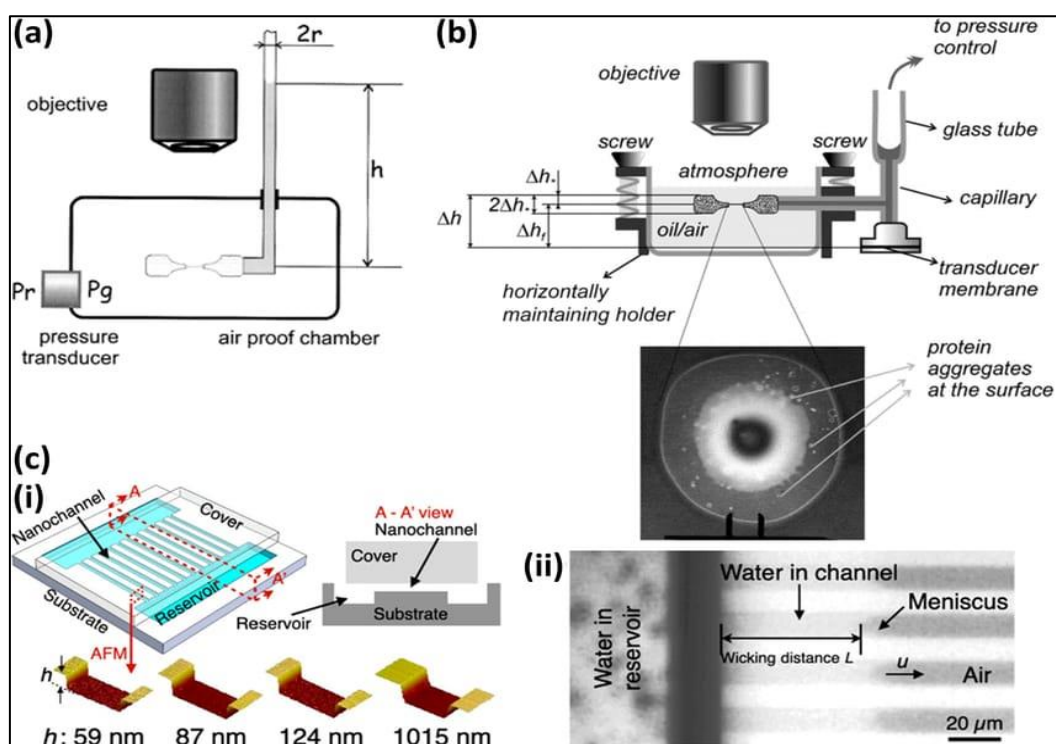 (a)
2r
objective
h
Pr
Pg
pressure
transducer
air proof chamber
(b)
to pressure
control
objective
glass tube
screw
screw
atmosphere
Δh*
2Δh*
Δh
Δhf
oil/air
capillary
transducer
membrane
horizontally
maintaining holder
protein
aggregates
at the surface
(c)
(i)
Nanochannel
A
Cover
A'
Reservoir
Substrate
AFM
A - A' view
Nanochannel
Cover
Reservoir
Substrate
h
h: 59 nm
87 nm
124 nm
1015 nm
(ii)
Water in
reservoir
Water in channel
Meniscus
Wicking distance L
u
Air
20 μm